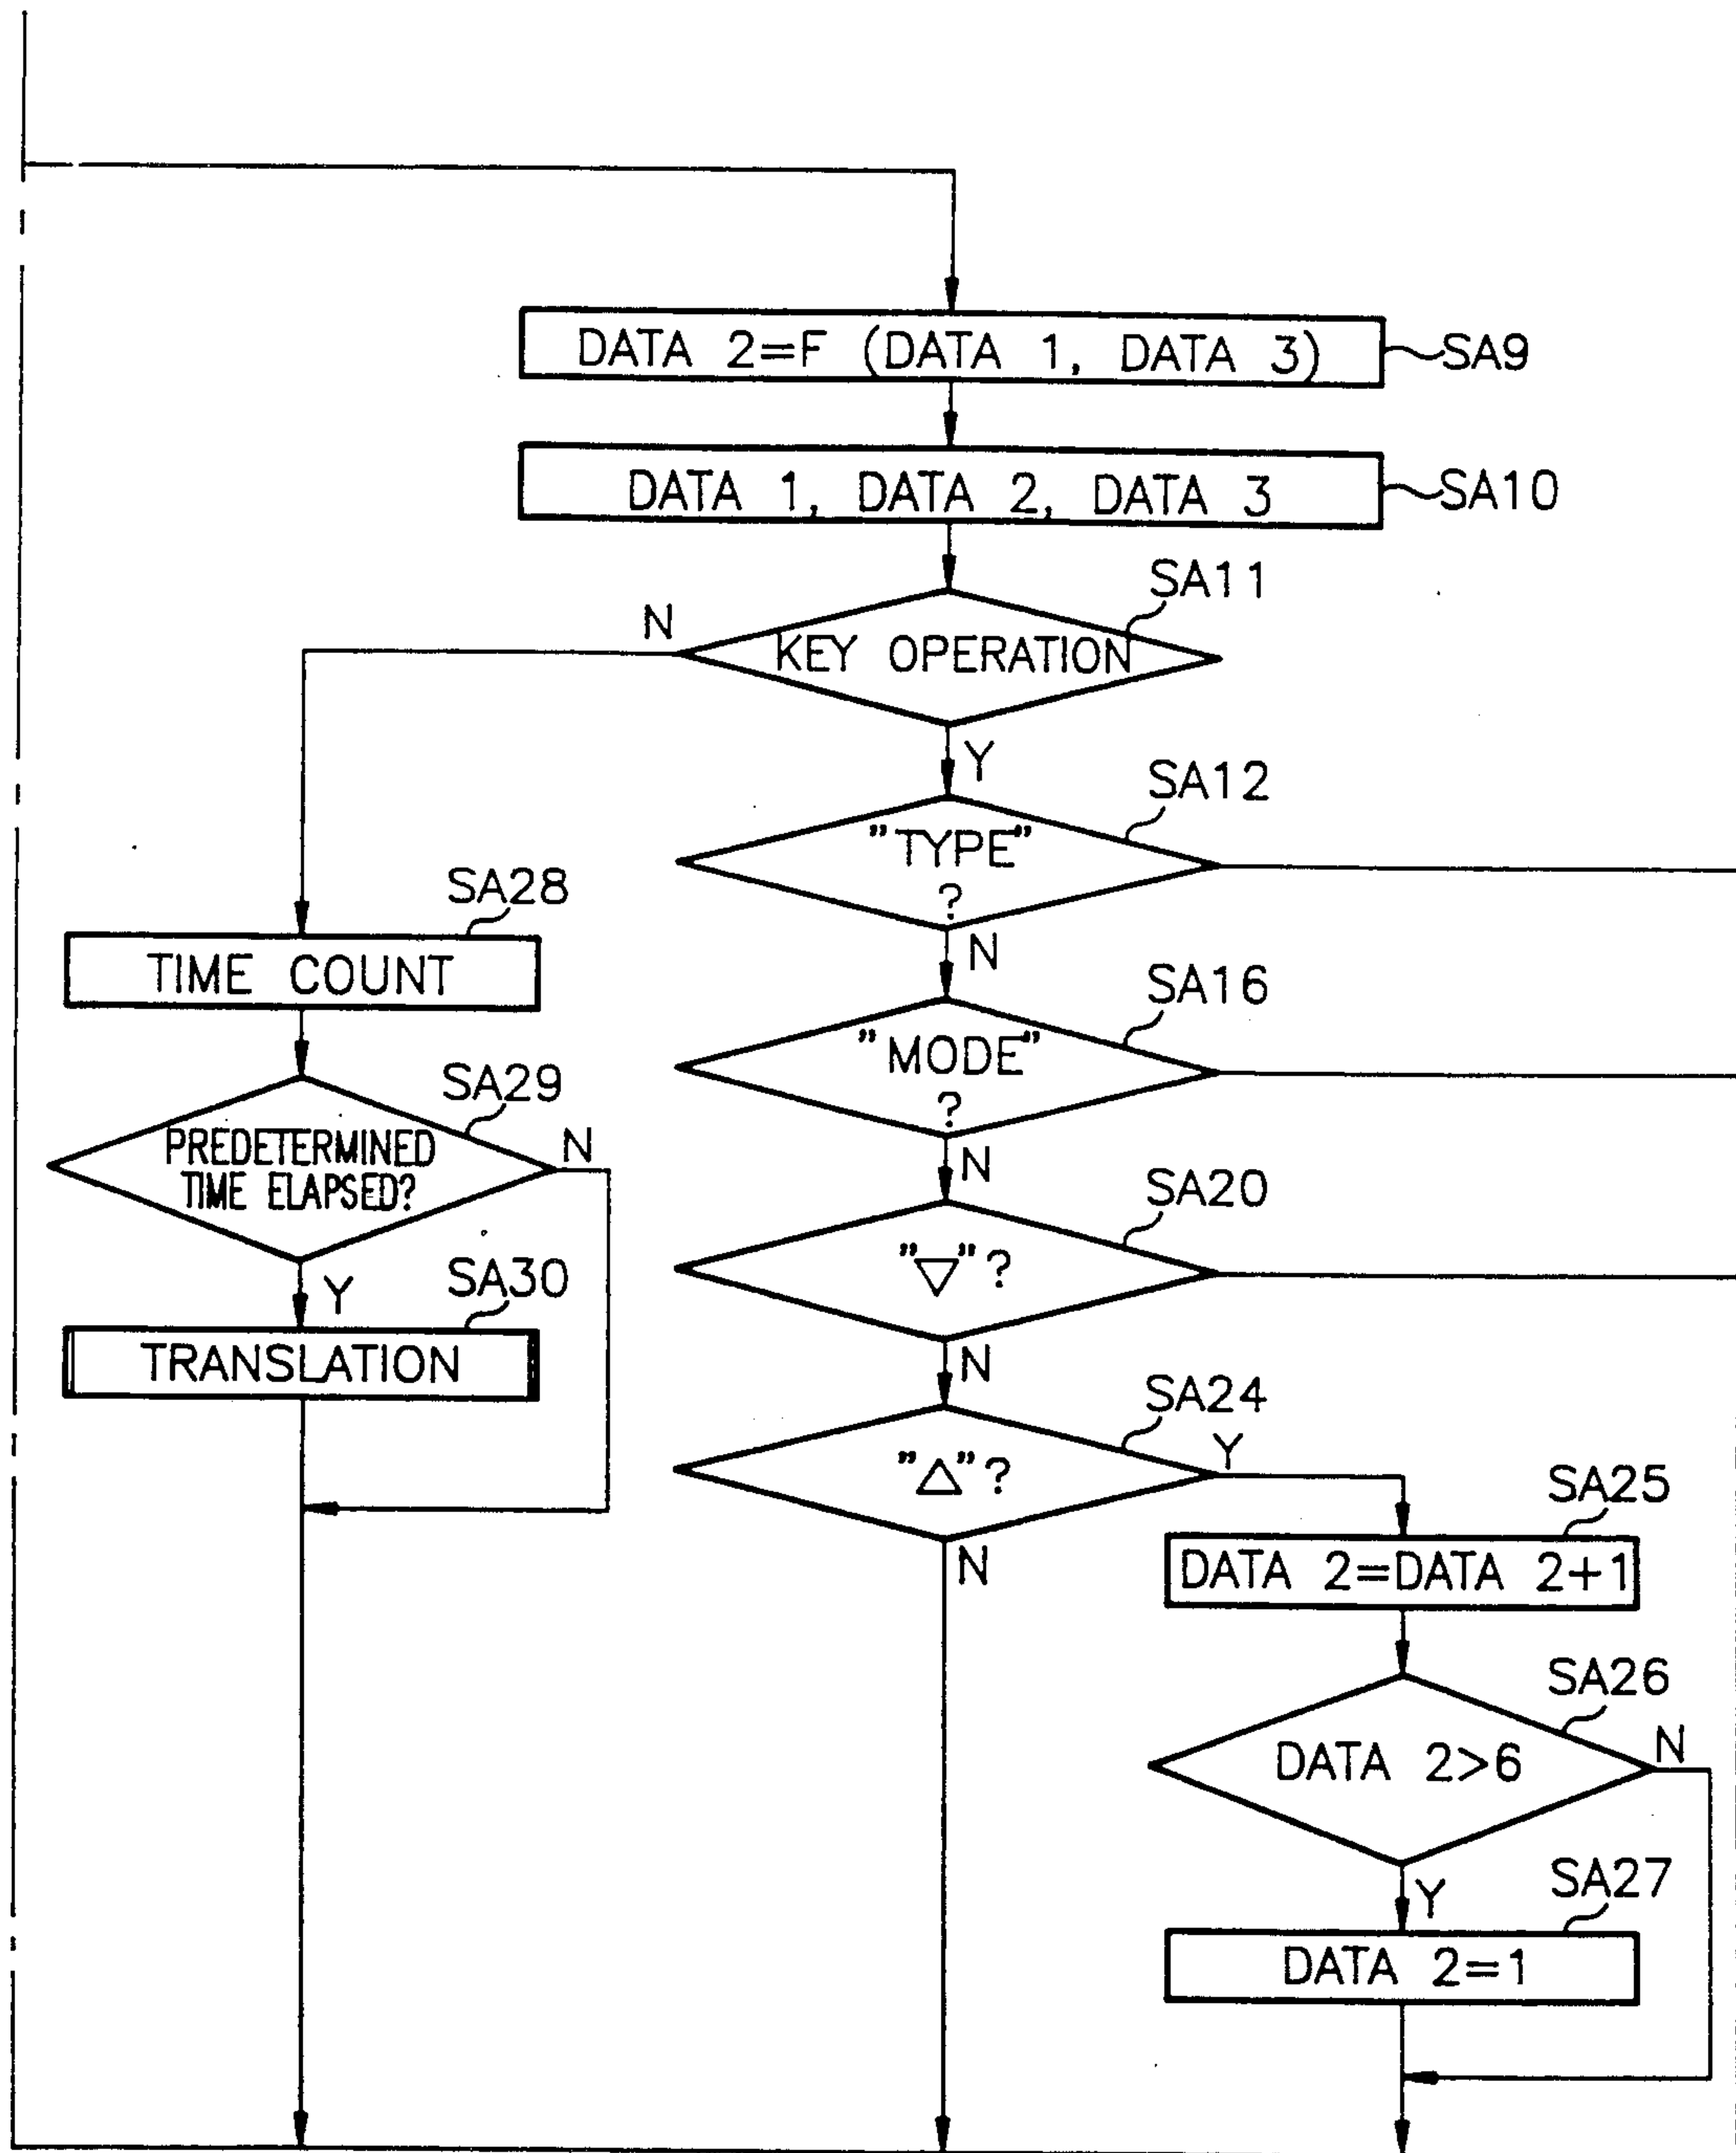 DATA 2=F (DATA 1, DATA 3)
SA9
DATA 1, DATA 2, DATA 3
SA10
SA11
N
KEY OPERATION
Y
SA12
"TYPE"
?
N
SA28
TIME COUNT
SA16
"MODE"
?
N
SA29
PREDETERMINED
TIME ELAPSED?
N
Y
SA20
"▽"?
N
SA30
TRANSLATION
SA24
"△"?
Y
N
SA25
DATA 2=DATA 2+1
SA26
DATA 2>6
N
Y
SA27
DATA 2=1